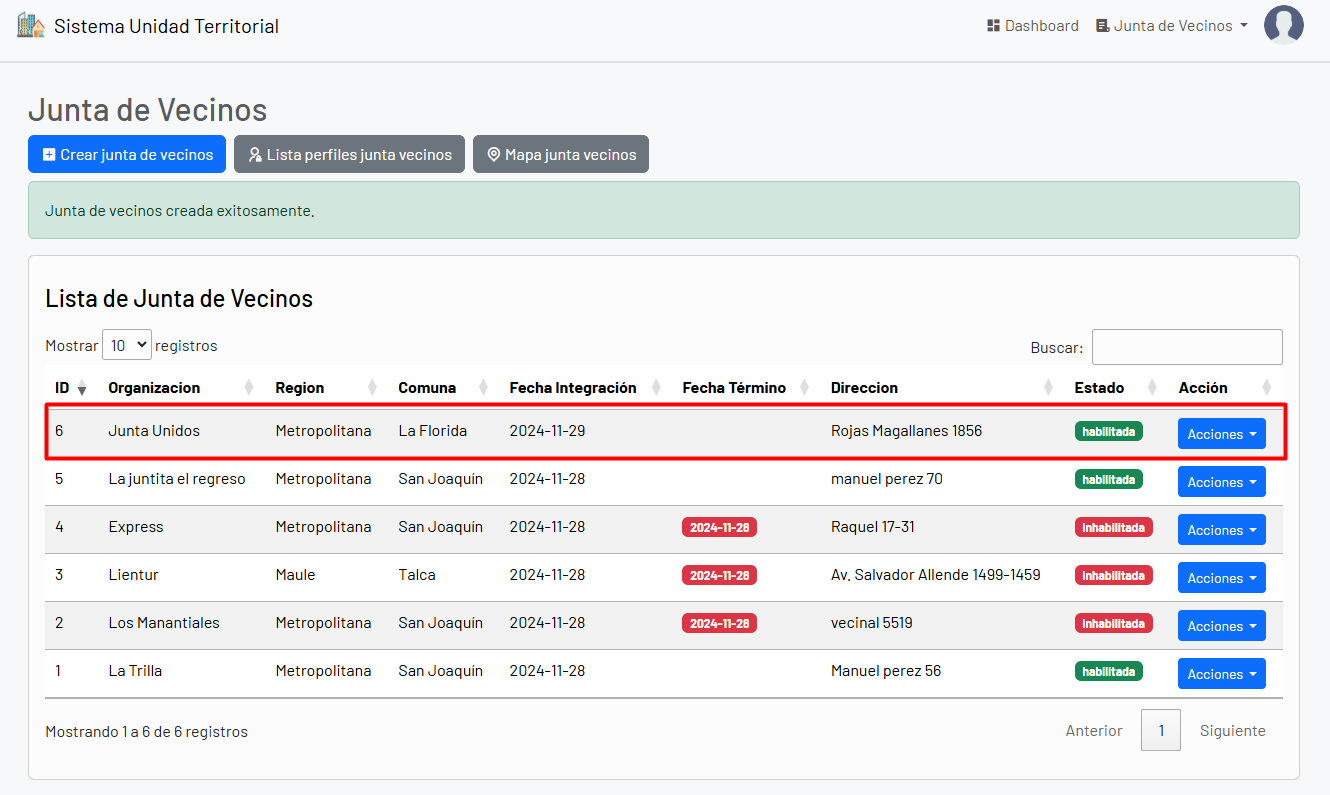 Sistema Unidad Territorial
Dashboard Junta de Vecinos
Junta de Vecinos
Crear junta de vecinos Lista perfiles junta vecinos Mapa junta vecinos
Junta de vecinos creada exitosamente.
Lista de Junta de Vecinos
Mostrar 10 registros
Buscar:
ID Organizacion Region Comuna Fecha Integración Fecha Término Direccion Estado Acción
6 Junta Unidos Metropolitana La Florida 2024-11-29 Rojas Magallanes 1856 habilitada Acciones
5 La juntita el regreso Metropolitana San Joaquín 2024-11-28 manuel perez 70 habilitada Acciones
4 Express Metropolitana San Joaquín 2024-11-28 2024-11-28 Raquel 17-31 inhabilitada Acciones
3 Lientur Maule Talca 2024-11-28 2024-11-28 Av. Salvador Allende 1499-1459 inhabilitada Acciones
2 Los Manantiales Metropolitana San Joaquín 2024-11-28 2024-11-28 vecinal 5519 inhabilitada Acciones
1 La Trilla Metropolitana San Joaquín 2024-11-28 Manuel perez 56 habilitada Acciones
Mostrando 1 a 6 de 6 registros
Anterior 1 Siguiente